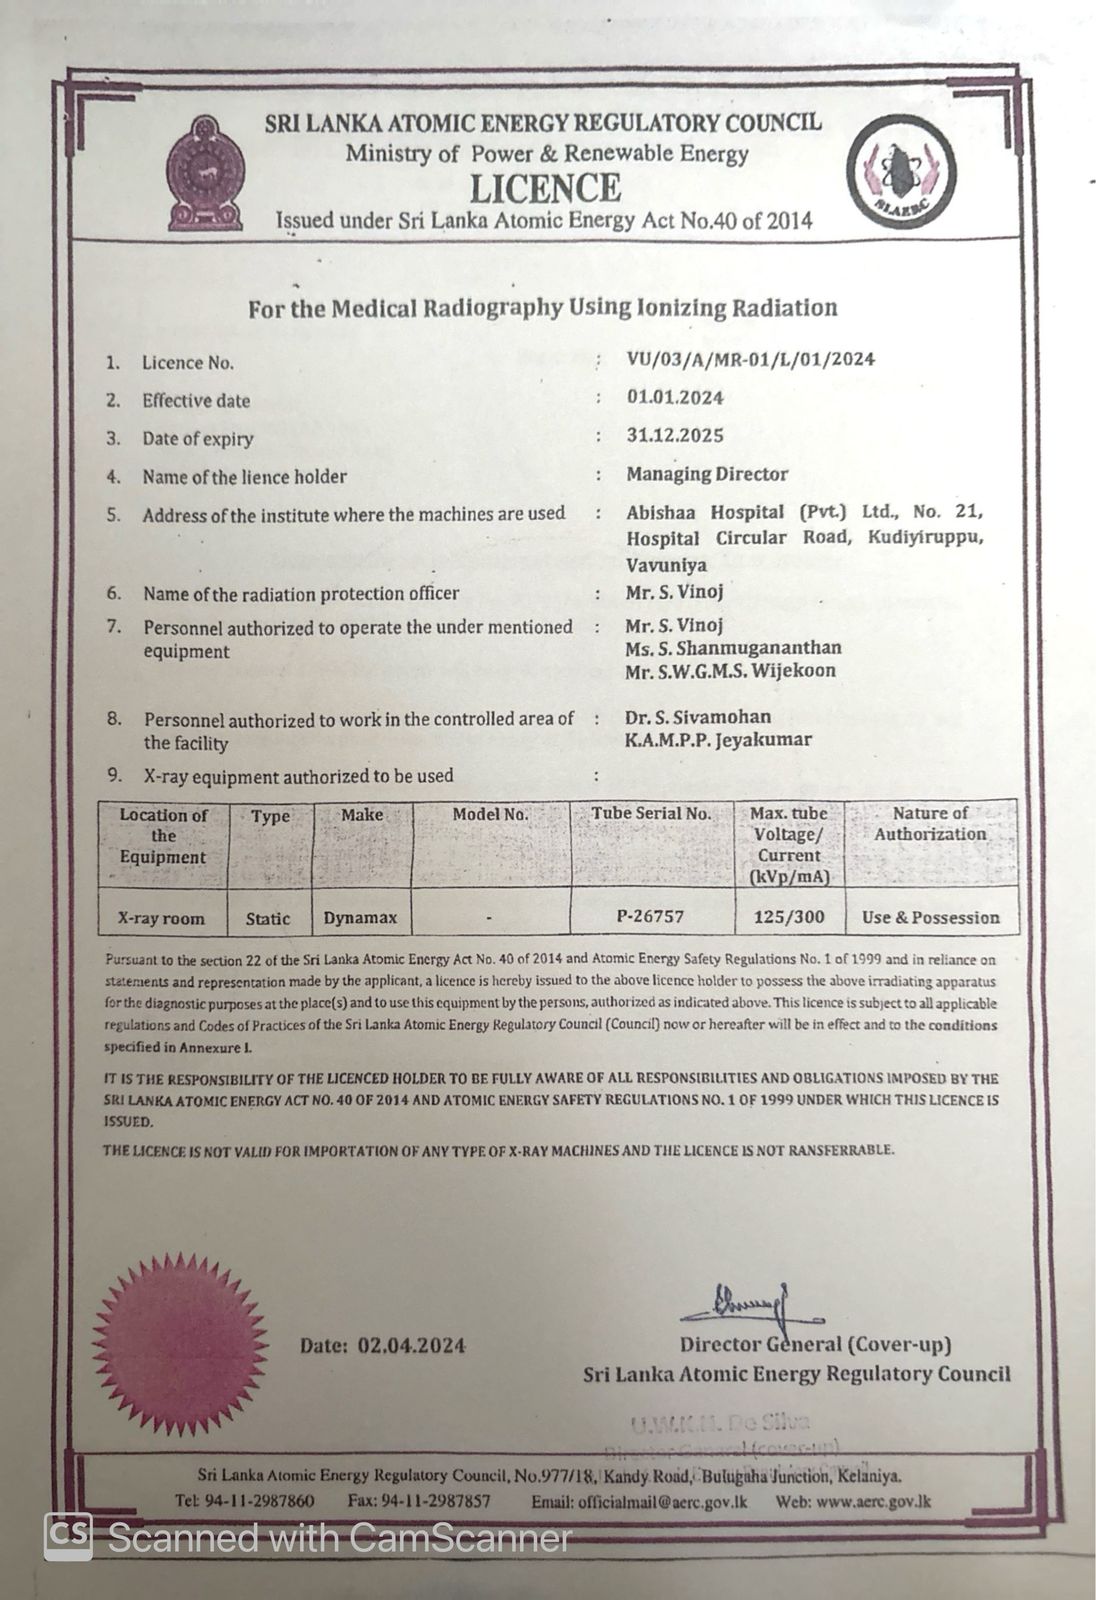 SRI LANKA ATOMIC ENERGY REGULATORY COUNCIL
Ministry of Power & Renewable Energy
LICENCE
Issued under Sri Lanka Atomic Energy Act No.40 of 2014
SLAERC
For the Medical Radiography Using Ionizing Radiation
1. Licence No. : VU/03/A/MR-01/L/01/2024
2. Effective date : 01.01.2024
3. Date of expiry : 31.12.2025
4. Name of the lience holder : Managing Director
5. Address of the institute where the machines are used : Abishaa Hospital (Pvt.) Ltd., No. 21,
Hospital Circular Road, Kudiyiruppu,
Vavuniya
6. Name of the radiation protection officer : Mr. S. Vinoj
7. Personnel authorized to operate the under mentioned : Mr. S. Vinoj
equipment Ms. S. Shanmugananthan
Mr. S.W.G.M.S. Wijekoon
8. Personnel authorized to work in the controlled area of : Dr. S. Sivamohan
the facility K.A.M.P.P. Jeyakumar
9. X-ray equipment authorized to be used :
Location of Type Make Model No. Tube Serial No. Max. tube Nature of
the Voltage/ Authorization
Equipment Current
(kVp/mA)
X-ray room Static Dynamax - P-26757 125/300 Use & Possession
Pursuant to the section 22 of the Sri Lanka Atomic Energy Act No. 40 of 2014 and Atomic Energy Safety Regulations No. 1 of 1999 and in reliance on
statements and representation made by the applicant, a licence is hereby issued to the above licence holder to possess the above irradiating apparatus
for the diagnostic purposes at the place(s) and to use this equipment by the persons, authorized as indicated above. This licence is subject to all applicable
regulations and Codes of Practices of the Sri Lanka Atomic Energy Regulatory Council (Council) now or hereafter will be in effect and to the conditions
specified in Annexure I.
IT IS THE RESPONSIBILITY OF THE LICENCED HOLDER TO BE FULLY AWARE OF ALL RESPONSIBILITIES AND OBLIGATIONS IMPOSED BY THE
SRI LANKA ATOMIC ENERGY ACT NO. 40 OF 2014 AND ATOMIC ENERGY SAFETY REGULATIONS NO. 1 OF 1999 UNDER WHICH THIS LICENCE IS
ISSUED.
THE LICENCE IS NOT VALID FOR IMPORTATION OF ANY TYPE OF X-RAY MACHINES AND THE LICENCE IS NOT RANSFERRABLE.
Date: 02.04.2024
Director General (Cover-up)
Sri Lanka Atomic Energy Regulatory Council
U.W.K.H. De Silva
Director General (cover-up)
Sri Lanka Atomic Energy Regulatory Council, No.977/18, Kandy Road, Bulugaha Junction, Kelaniya.
Tel: 94-11-2987860 Fax: 94-11-2987857 Email: officialmail@aerc.gov.lk Web: www.aerc.gov.lk
CS Scanned with CamScanner